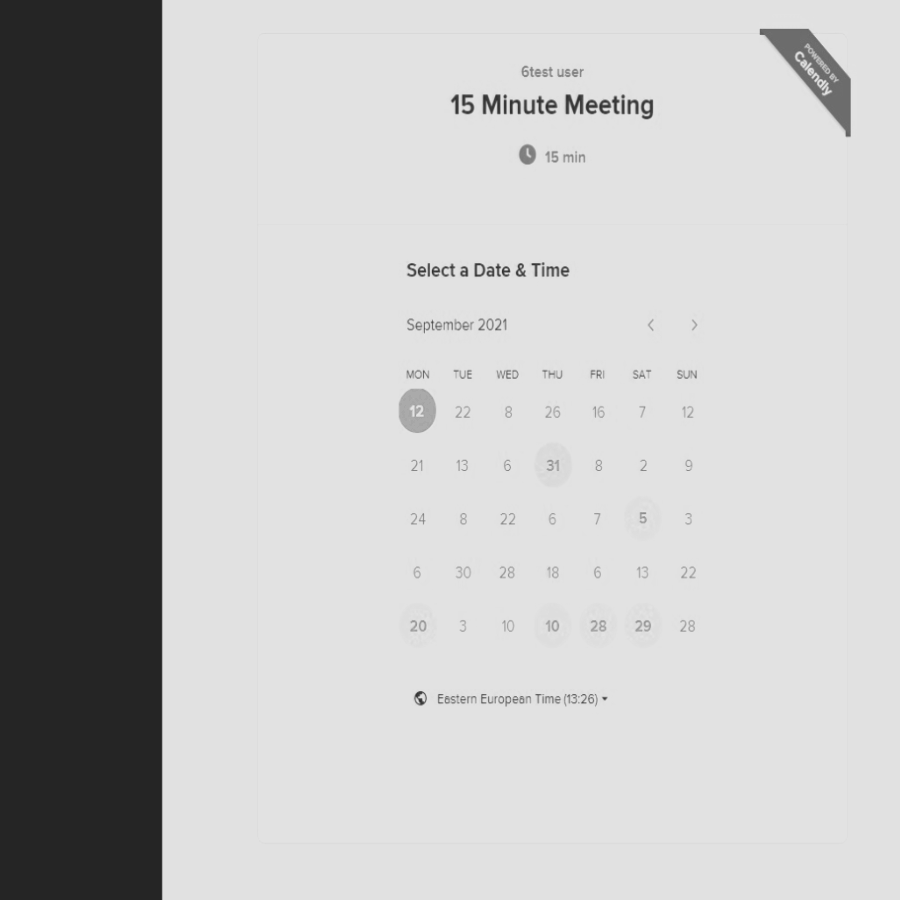 POWERED BY
Calendly
6test user
15 Minute Meeting
15 min
Select a Date & Time
September 2021
MON TUE WED THU FRI SAT SUN
12 22 8 26 16 7 12
21 13 6 31 8 2 9
24 8 22 6 7 5 3
6 30 28 18 6 13 22
20 3 10 10 28 29 28
Eastern European Time (13:26)